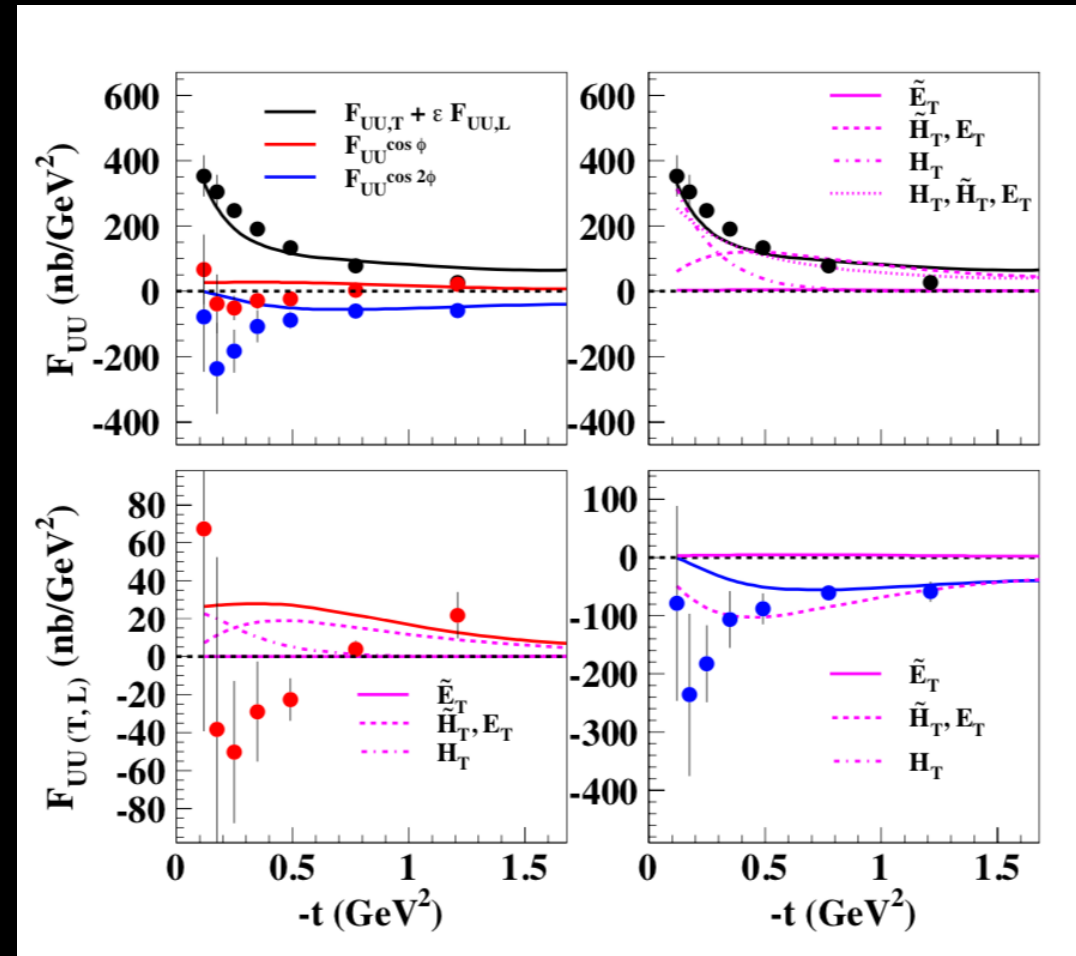 F_UU (nb/GeV²)
600
400
200
0
-200
-400
F_UU,T + ε F_UU,L
F_UU^cos ϕ
F_UU^cos 2ϕ
600
400
200
0
-200
-400
Ẽ_T
H̃_T, E_T
H_T
H_T, H̃_T, E_T
F_UU (T, L) (nb/GeV²)
80
60
40
20
0
-20
-40
-60
-80
Ẽ_T
H̃_T, E_T
H_T
0 0.5 1 1.5
-t (GeV²)
100
0
-100
-200
-300
-400
Ẽ_T
H̃_T, E_T
H_T
0 0.5 1 1.5
-t (GeV²)